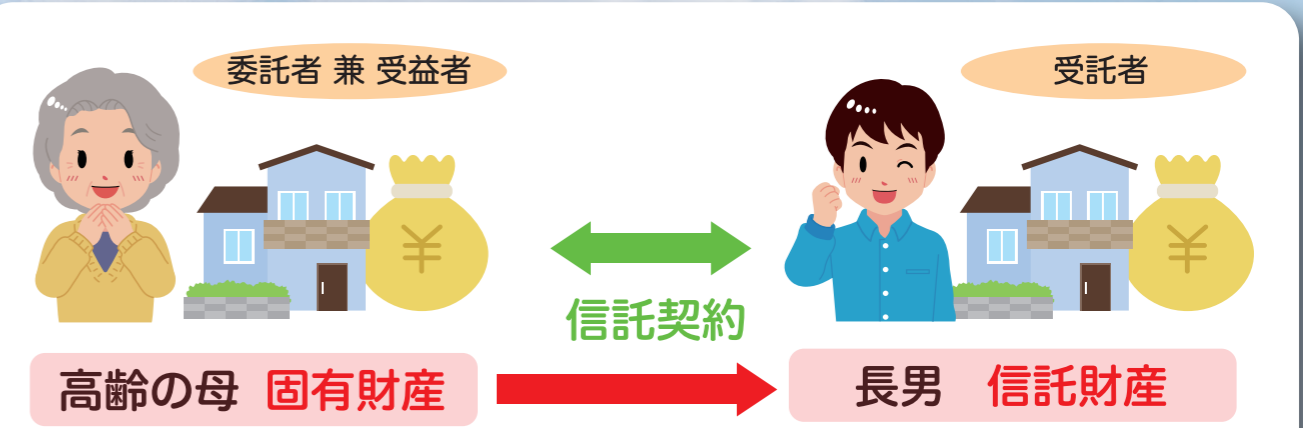 委託者 兼 受益者
受託者
¥
¥
信託契約
高齢の母 固有財産
長男 信託財産